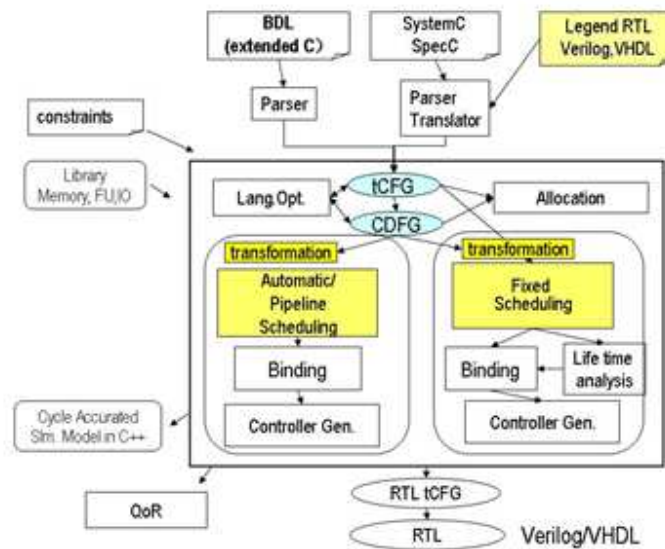 BDL
(extended C)
SystemC
SpecC
Legend RTL
Verilog,VHDL
Parser
Parser
Translator
constraints
Library
Memory, FU,IO
Lang.Opt.
tCFG
Allocation
CDFG
transformation
transformation
Automatic/
Pipeline
Scheduling
Fixed
Scheduling
Binding
Binding
Life time
analysis
Controller Gen.
Controller Gen.
Cycle Accurated
SIm. Model in C++
QoR
RTL tCFG
RTL
Verilog/VHDL